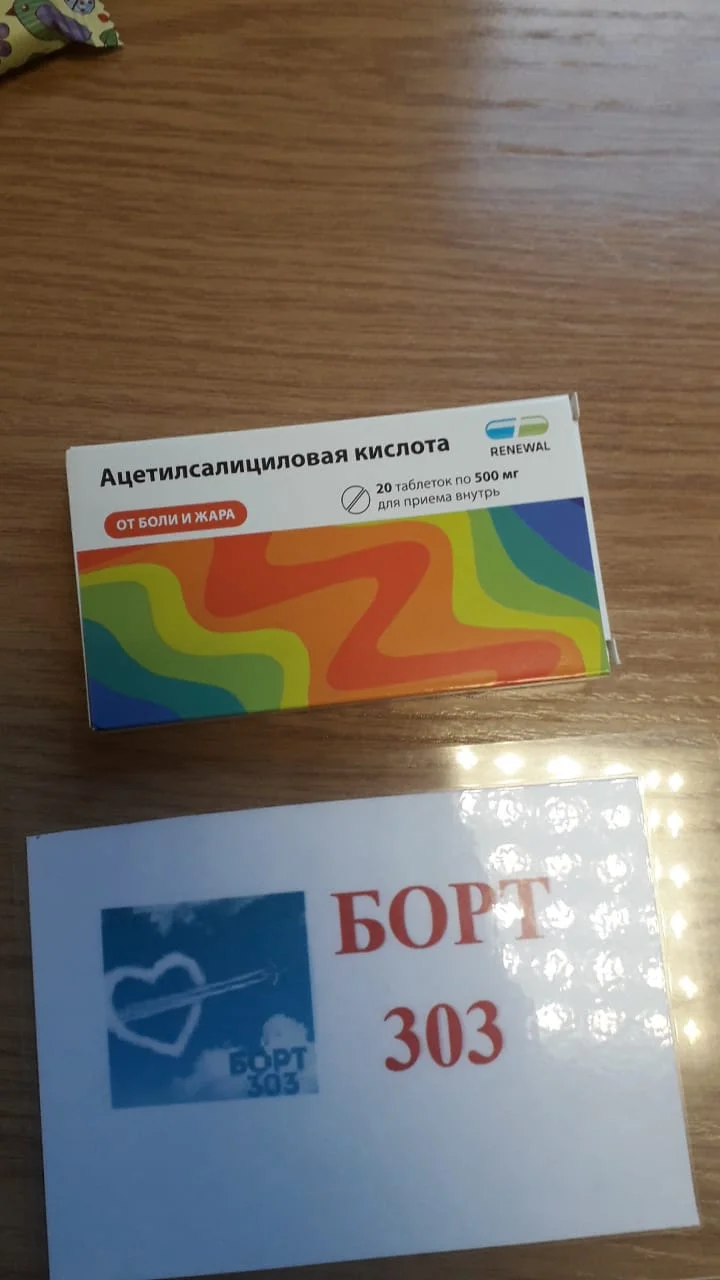 Ацетилсалициловая кислота
RENEWAL
ОТ БОЛИ И ЖАРА
20 таблеток по 500 мг
для приема внутрь
БОРТ
303
БОРТ
303